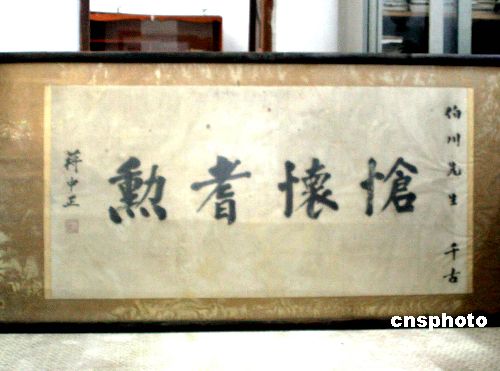 伯川先生 千古
愴懷耆勳
蔣中正
cnsphoto